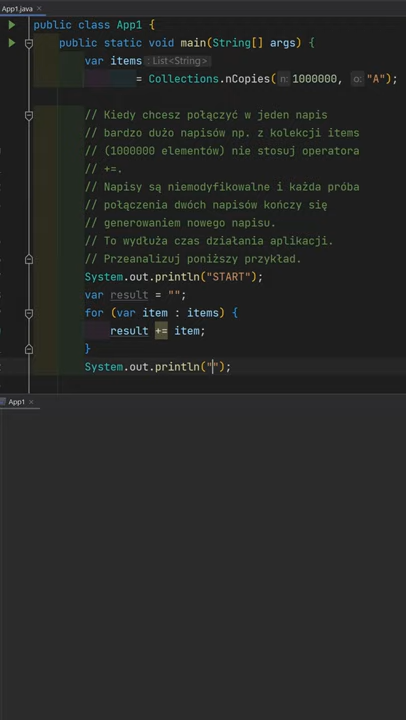 App1.java
public class App1 {
public static void main(String[] args) {
var items : List<String>
= Collections.nCopies( n: 1000000, o: "A");
// Kiedy chcesz połączyć w jeden napis
// bardzo dużo napisów np. z kolekcji items
// (1000000 elementów) nie stosuj operatora
// +=.
// Napisy są niemodyfikowalne i każda próba
// połączenia dwóch napisów kończy się
// generowaniem nowego napisu.
// To wydłuża czas działania aplikacji.
// Przeanalizuj poniższy przykład.
System.out.println("START");
var result = "";
for (var item : items) {
result += item;
}
System.out.println("");
App1